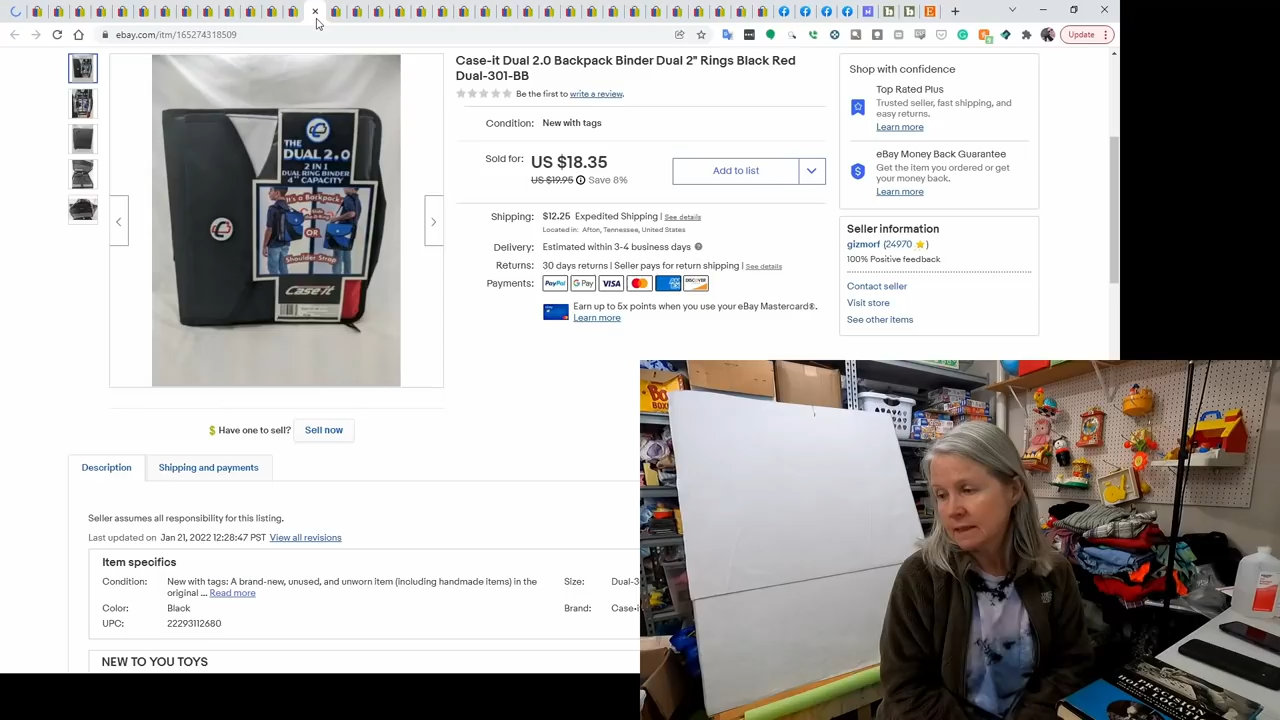 ebay.com/itm/165274318509
Update
Case-it Dual 2.0 Backpack Binder Dual 2" Rings Black Red
Dual-301-BB
Be the first to write a review.
Condition: New with tags
Sold for: US $18.35
US $19.95 Save 8%
Add to list
Shipping: $12.25 Expedited Shipping | See details
Located in: Afton, Tennessee, United States
Delivery: Estimated within 3-4 business days
Returns: 30 days returns | Seller pays for return shipping | See details
Payments: PayPal G Pay VISA
DISCOVER
Earn up to 5x points when you use your eBay Mastercard®.
Learn more
Shop with confidence
Top Rated Plus
Trusted seller, fast shipping, and
easy returns.
Learn more
eBay Money Back Guarantee
Get the item you ordered or get
your money back.
Learn more
Seller information
gizmorf (24970)
100% Positive feedback
Contact seller
Visit store
See other items
THE
DUAL 2.0
2 IN 1
DUAL RING BINDER
4" CAPACITY
It's a Backpack
OR
Shoulder Strap
Case·it
$ Have one to sell? Sell now
Description
Shipping and payments
Seller assumes all responsibility for this listing.
Last updated on Jan 21, 2022 12:28:47 PST View all revisions
Item specifics
Condition: New with tags: A brand-new, unused, and unworn item (including handmade items) in the
original ... Read more
Size: Dual-3
Color: Black
Brand: Case-i
UPC: 22293112680
NEW TO YOU TOYS
PRECISION
HOLE